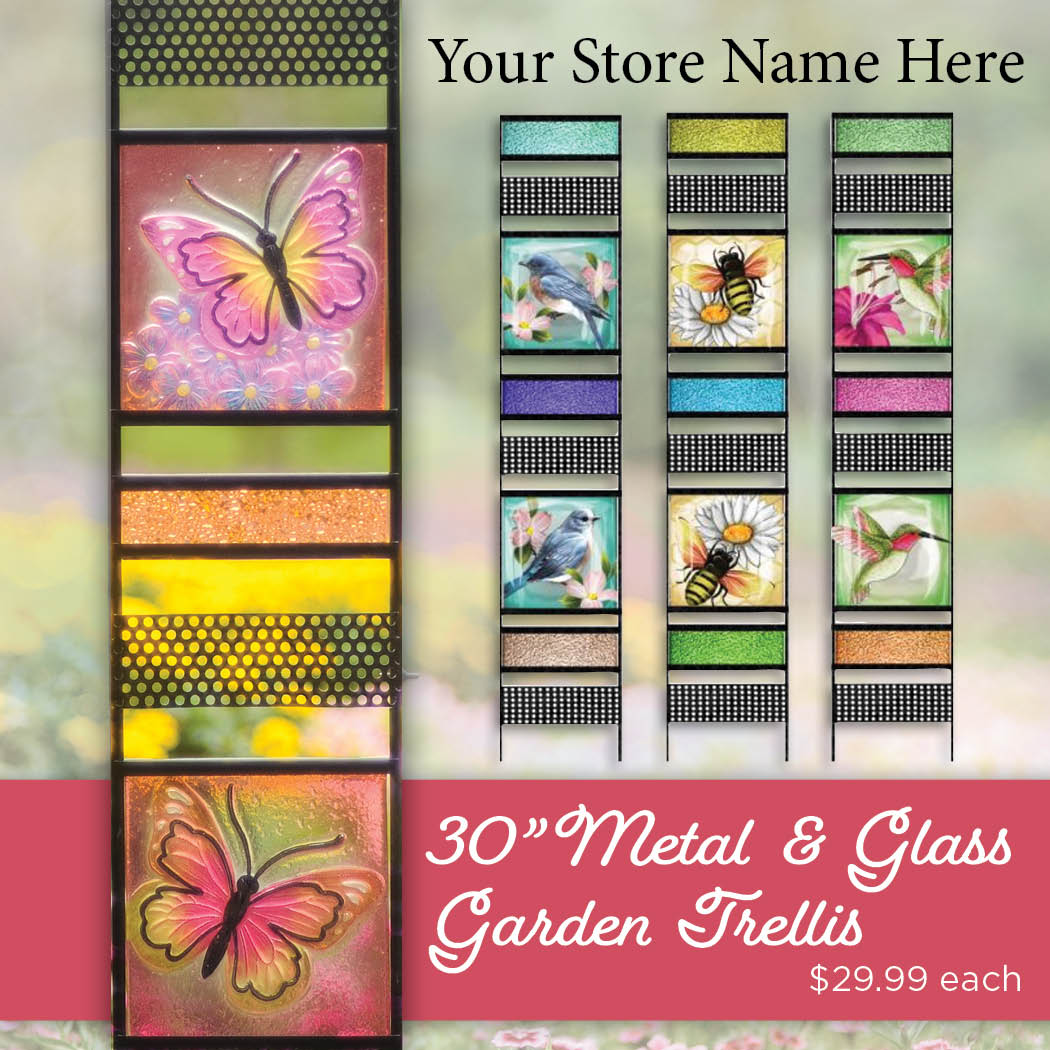 Your Store Name Here
30” Metal & Glass
Garden Trellis
$29.99 each